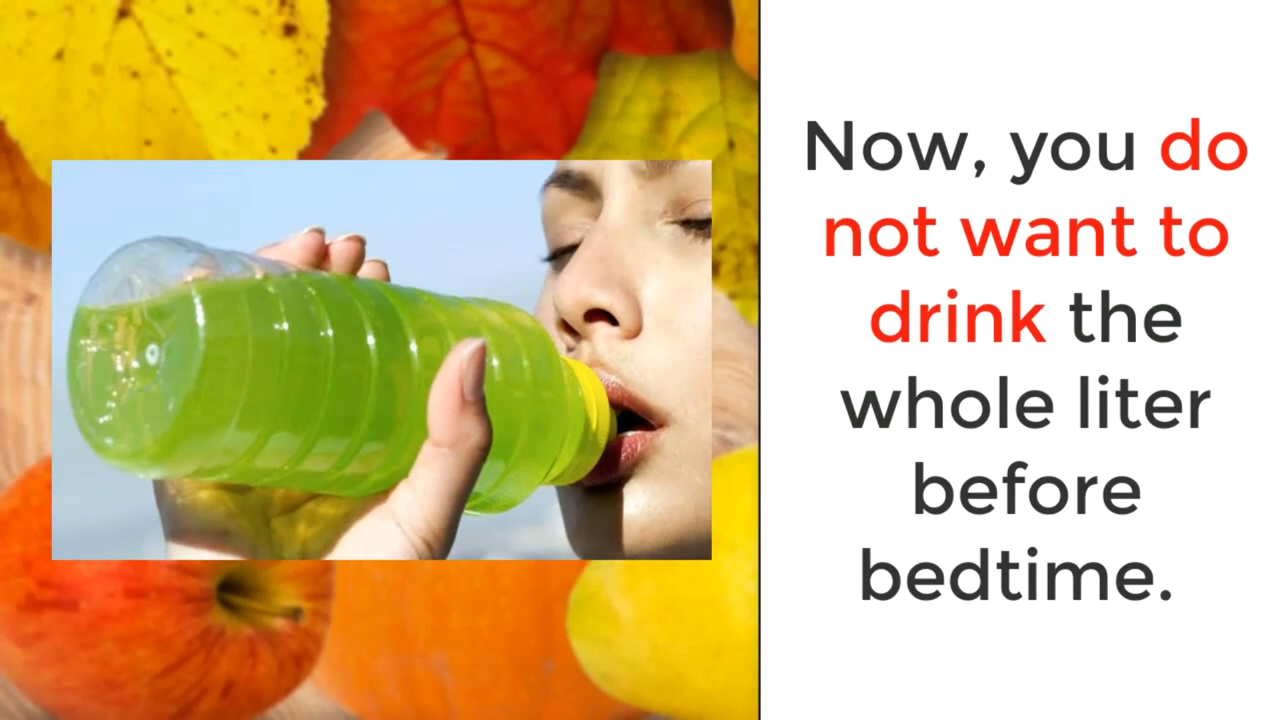 Now, you do
not want to
drink the
whole liter
before
bedtime.